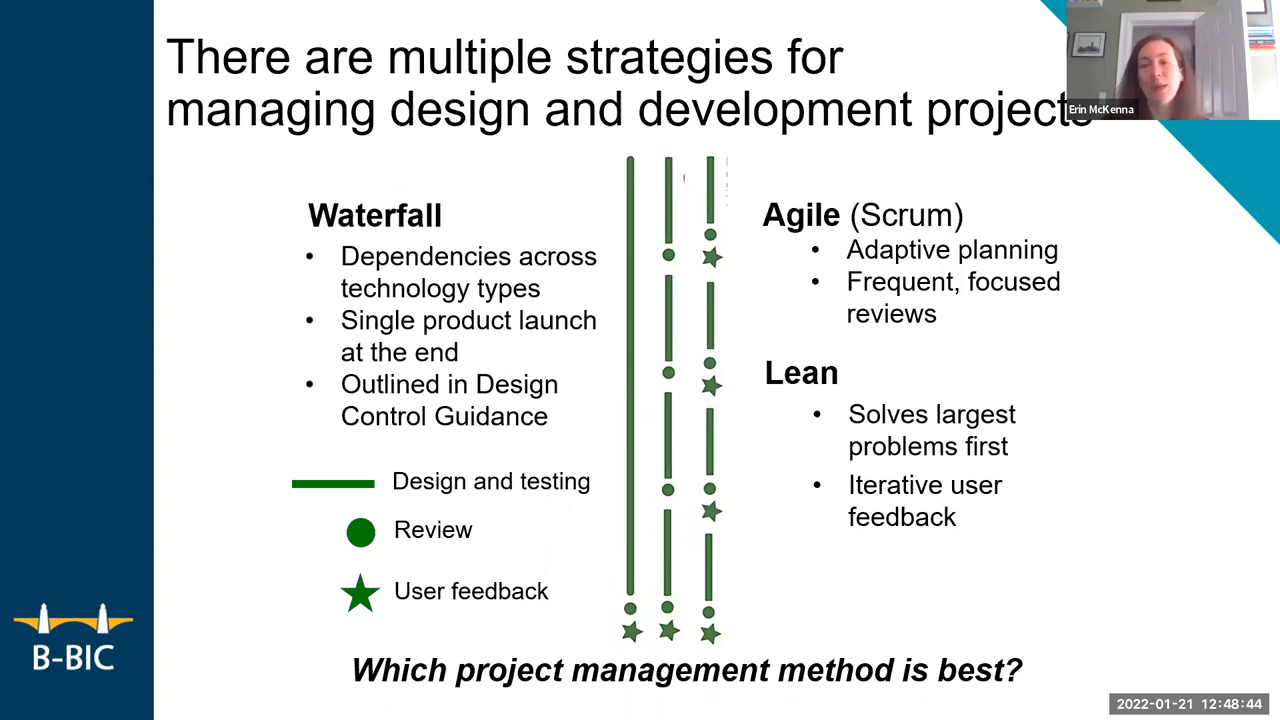 There are multiple strategies for
managing design and development projects
Erin McKenna
Waterfall
• Dependencies across
technology types
• Single product launch
at the end
• Outlined in Design
Control Guidance
Design and testing
Review
User feedback
Agile (Scrum)
• Adaptive planning
• Frequent, focused
reviews
Lean
• Solves largest
problems first
• Iterative user
feedback
B-BIC
Which project management method is best?
2022-01-21 12:48:44